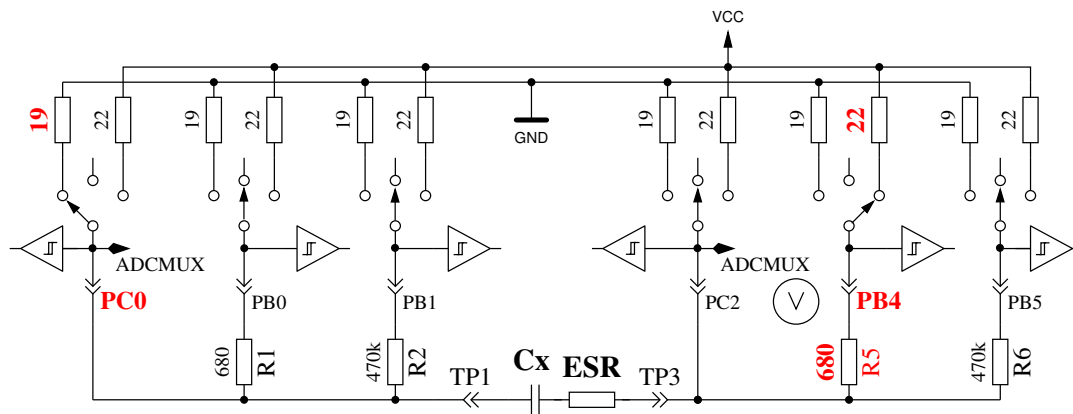 VCC
19
22
19
22
19
22
GND
19
22
19
22
19
22
ADCMUX
ADCMUX
PC0
PB0
PB1
PC2
V
PB4
PB5
680
R1
470k
R2
TP1
Cx
ESR
TP3
680
R5
470k
R6